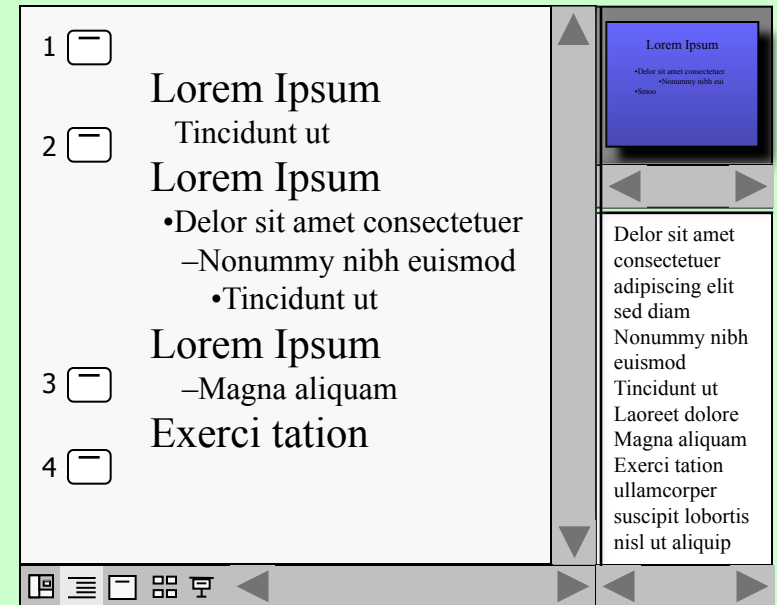 1
Lorem Ipsum
Tincidunt ut
2
Lorem Ipsum
•Delor sit amet consectetuer
–Nonummy nibh euismod
•Tincidunt ut
Lorem Ipsum
3
–Magna aliquam
Exerci tation
4
Lorem Ipsum
•Delor sit amet consectetuer
•Nonummy nibh eui
•Smoo
Delor sit amet
consectetuer
adipiscing elit
sed diam
Nonummy nibh
euismod
Tincidunt ut
Laoreet dolore
Magna aliquam
Exerci tation
ullamcorper
suscipit lobortis
nisl ut aliquip